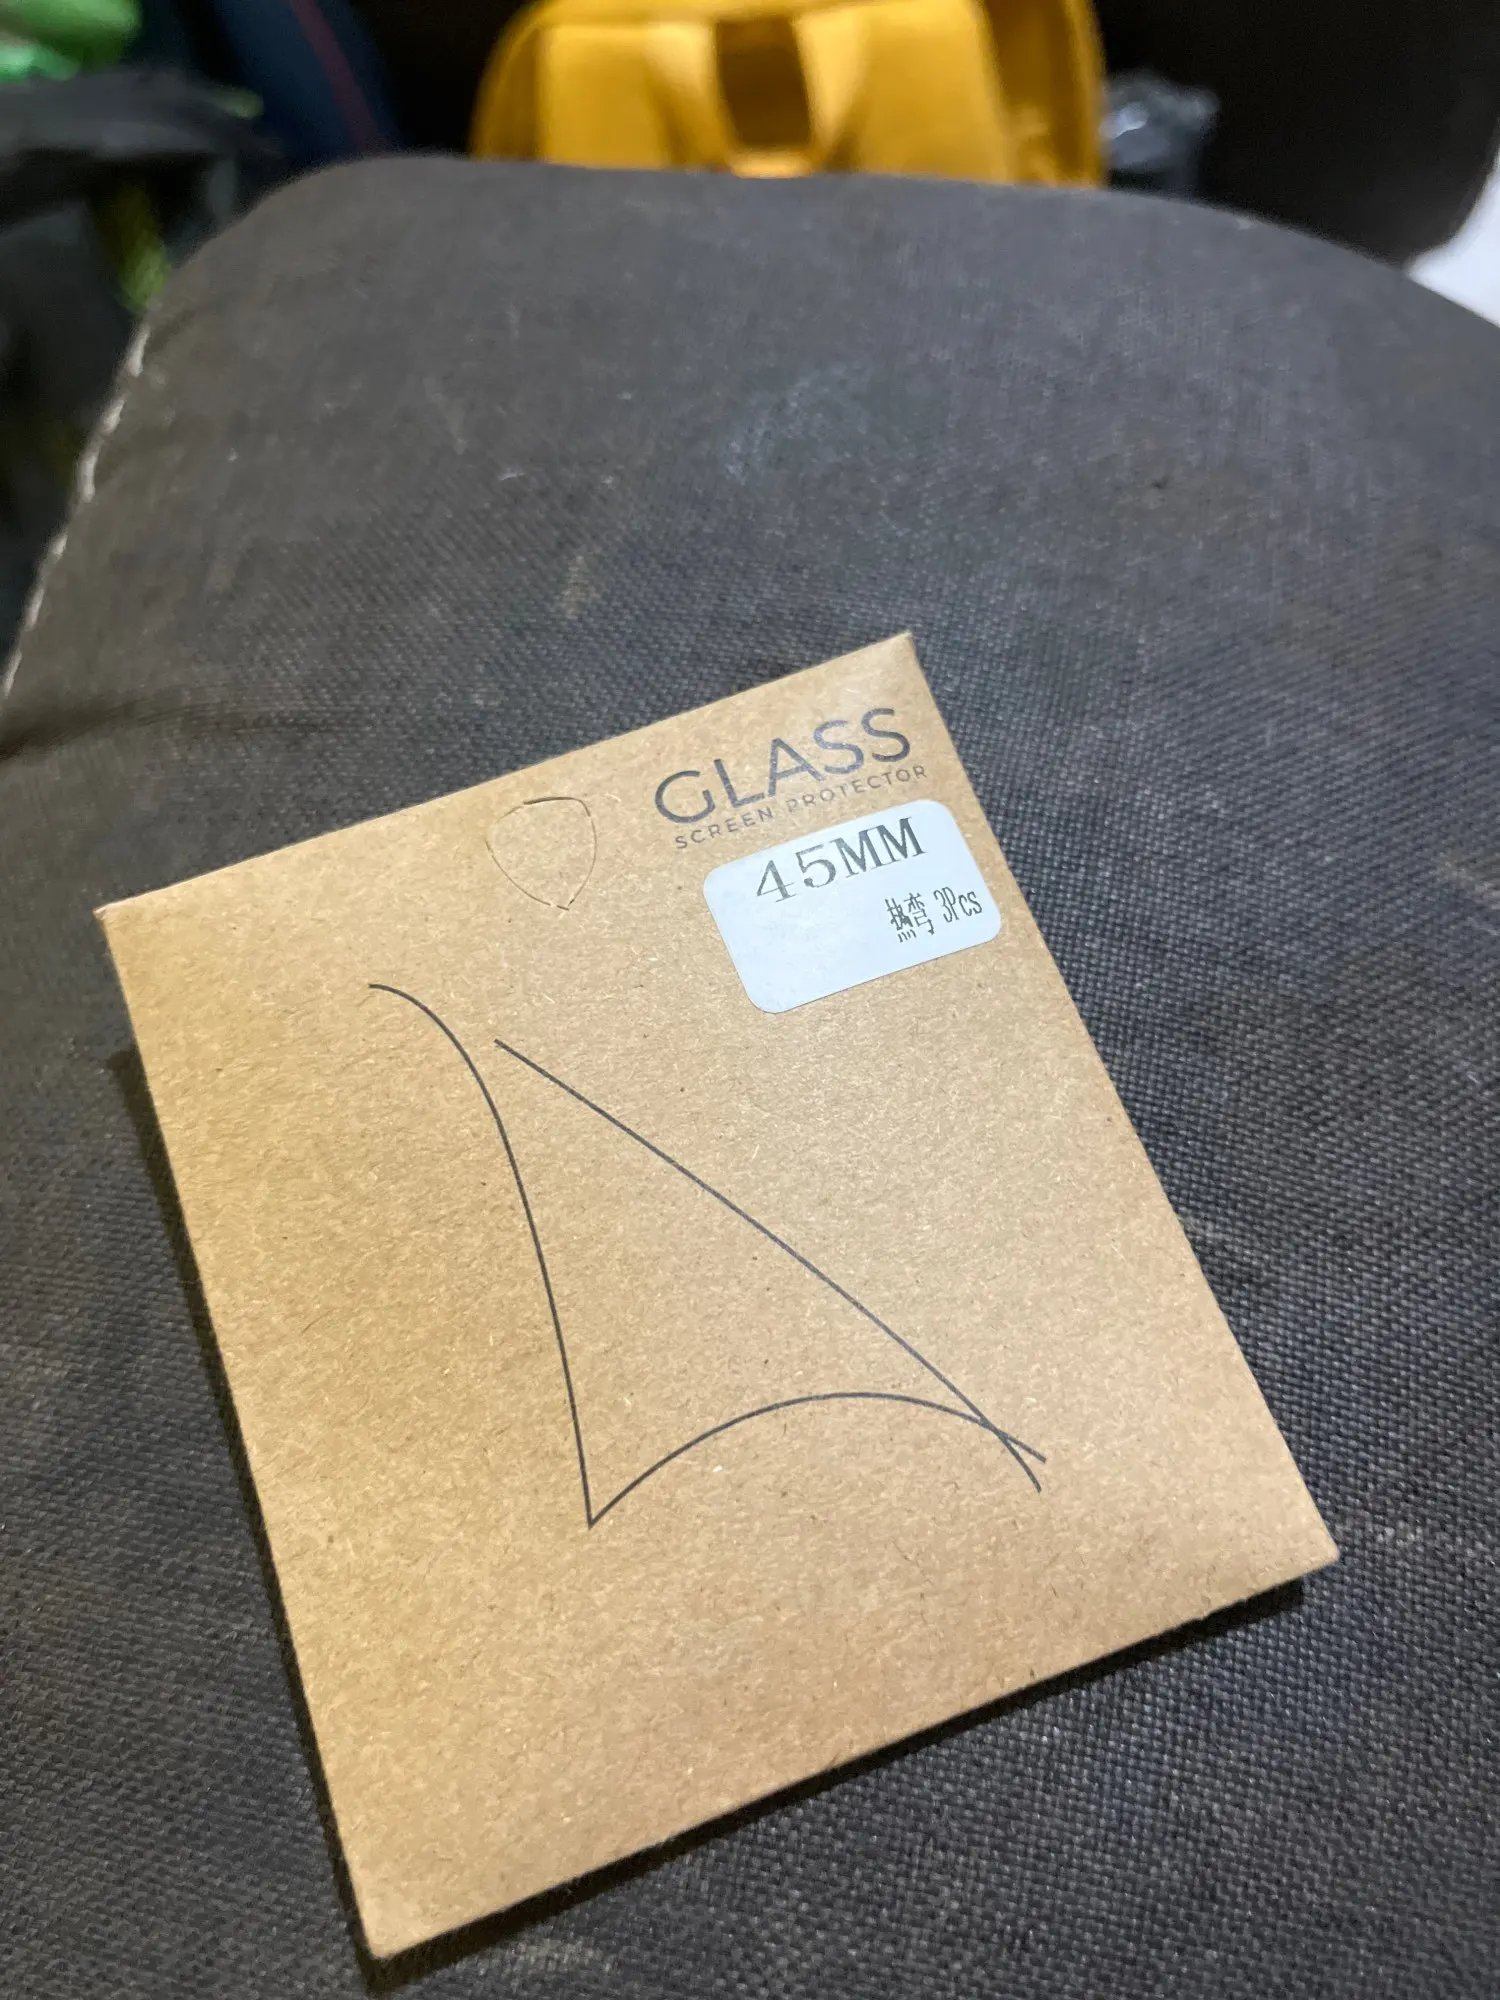 GLASS
SCREEN PROTECTOR
45MM
热弯 3Pcs